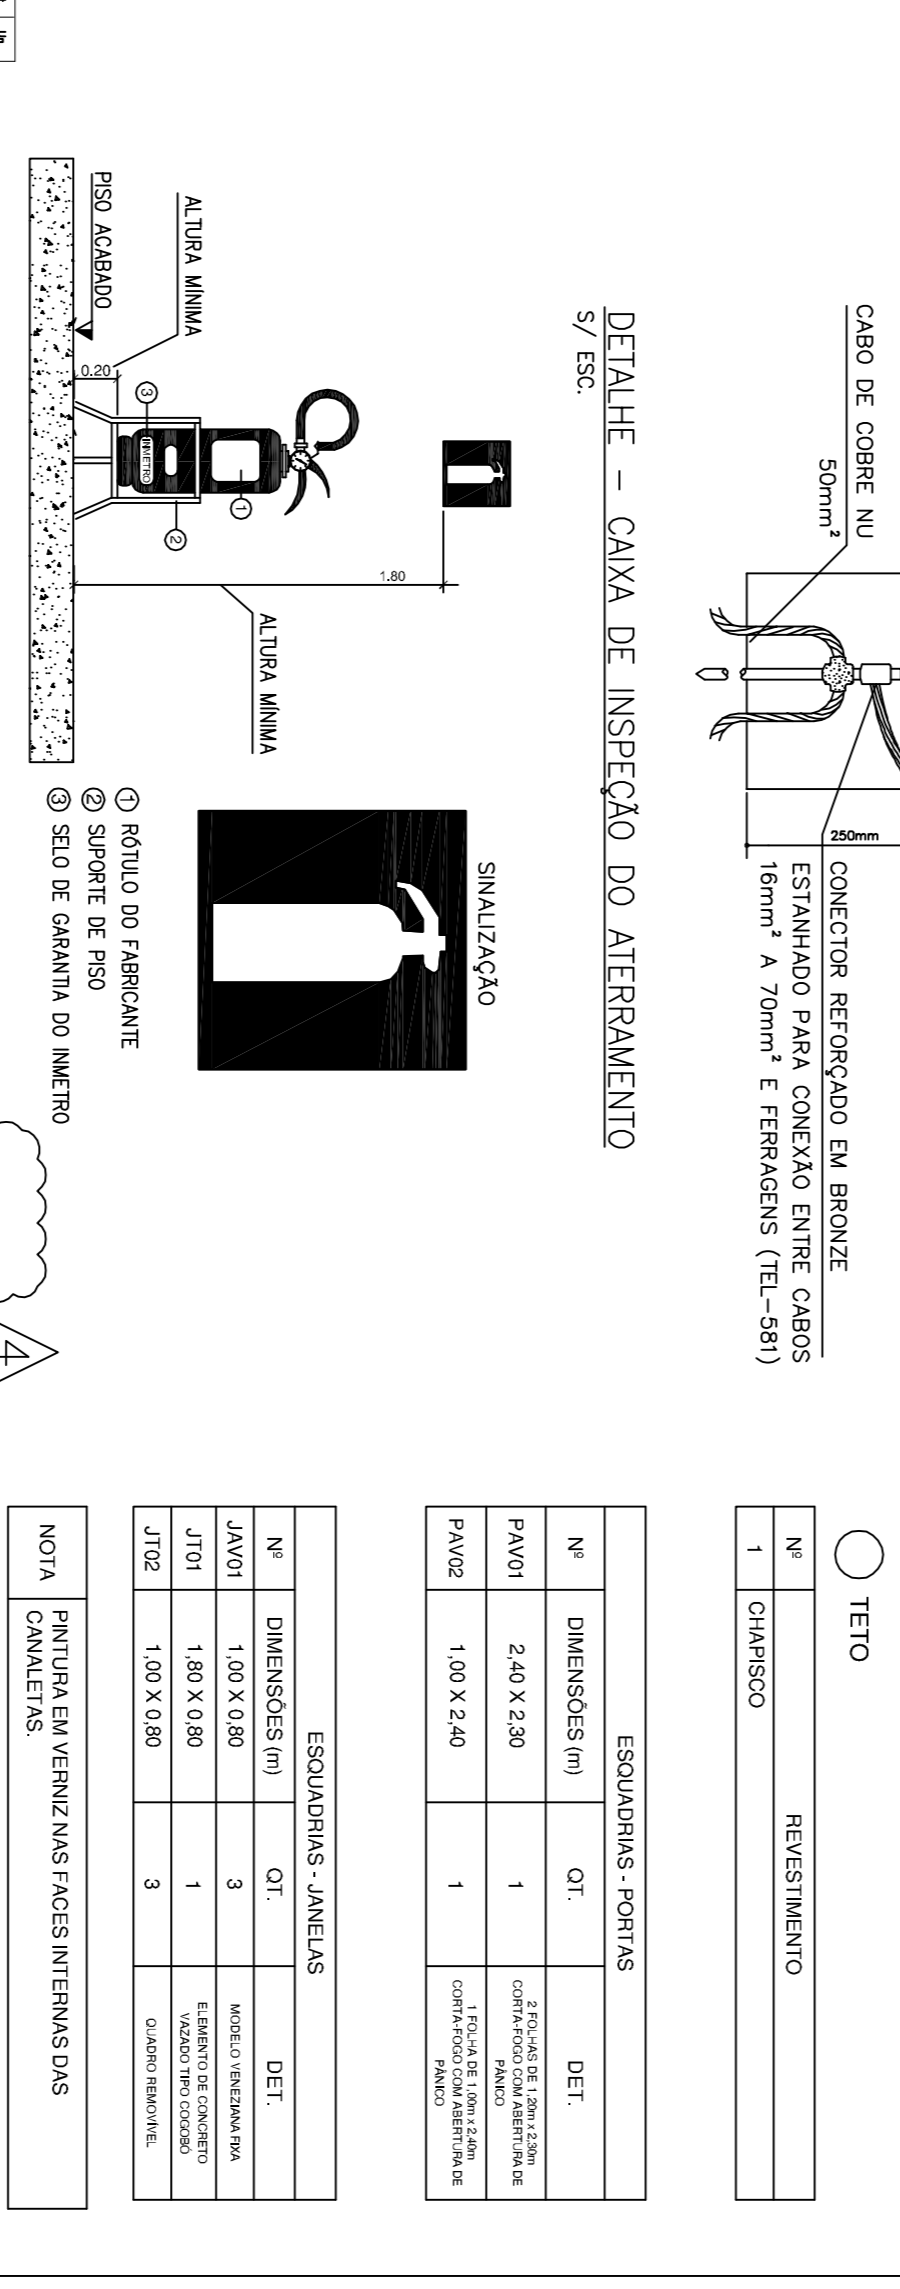 CABO DE COBRE NU
50mm²
250mm
CONECTOR REFORÇADO EM BRONZE
ESTANHADO PARA CONEXÃO ENTRE CABOS
16mm² A 70mm² E FERRAGENS (TEL-581)
DETALHE - CAIXA DE INSPEÇÃO DO ATERRAMENTO
S/ ESC.
1.80
ALTURA MÍNIMA
ALTURA MÍNIMA
0.20
PISO ACABADO
INMETRO
1
2
3
SINALIZAÇÃO
1 RÓTULO DO FABRICANTE
2 SUPORTE DE PISO
3 SELO DE GARANTIA DO INMETRO
4
TETO
Nº REVESTIMENTO
1 CHAPISCO
ESQUADRIAS - PORTAS
Nº DIMENSÕES (m) QT. DET.
PAV01 2,40 X 2,30 1 2 FOLHAS DE 1,20m x 2,30m
CORTA-FOGO COM ABERTURA DE
PÂNICO
PAV02 1,00 X 2,40 1 1 FOLHA DE 1,00m x 2,40m
CORTA-FOGO COM ABERTURA DE
PÂNICO
ESQUADRIAS - JANELAS
Nº DIMENSÕES (m) QT. DET.
JAV01 1,00 X 0,80 3 MODELO VENEZIANA FIXA
JT01 1,80 X 0,80 1 ELEMENTO DE CONCRETO
VAZADO TIPO COGOBÓ
JT02 1,00 X 0,80 3 QUADRO REMOVÍVEL
NOTA PINTURA EM VERNIZ NAS FACES INTERNAS DAS
CANALETAS.